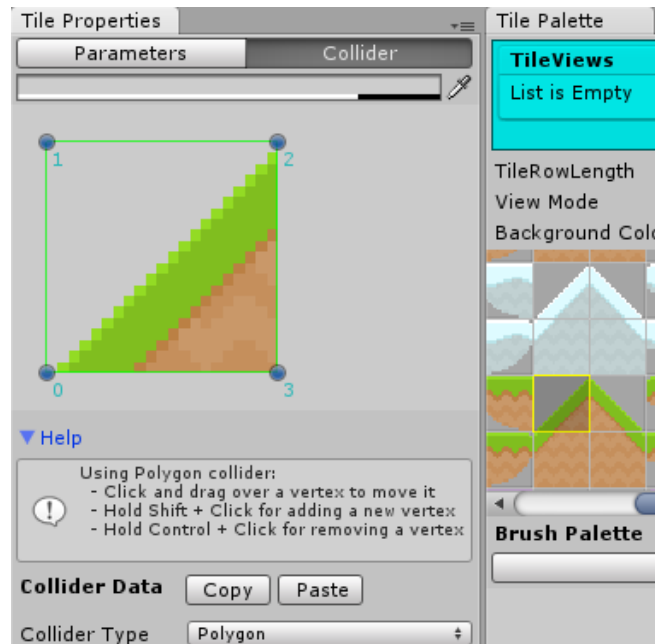 Tile Properties
Parameters
Collider
1
2
0
3
Help
Using Polygon collider:
- Click and drag over a vertex to move it
- Hold Shift + Click for adding a new vertex
- Hold Control + Click for removing a vertex
Collider Data
Copy
Paste
Collider Type
Polygon
Tile Palette
TileViews
List is Empty
TileRowLength
View Mode
Background Colo
Brush Palette